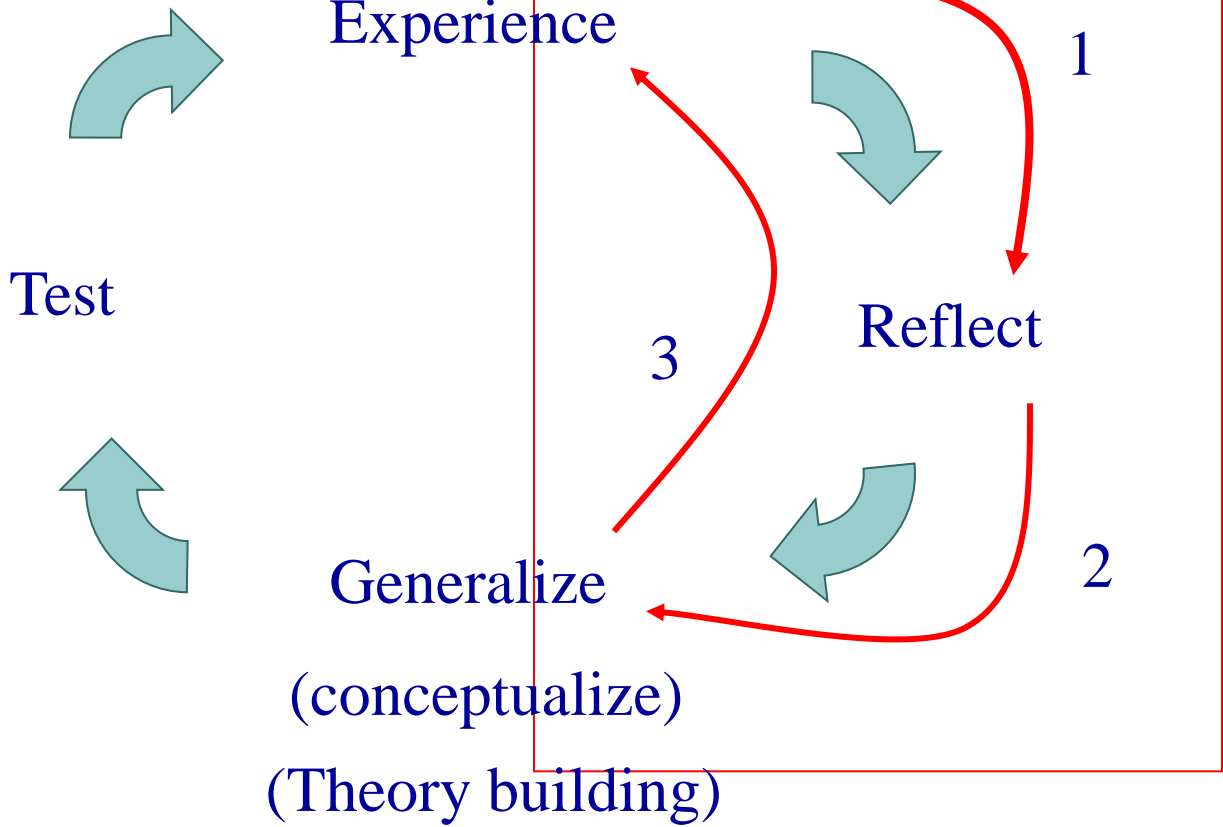 Experience
1
Test
Reflect
3
2
Generalize
(conceptualize)
(Theory building)